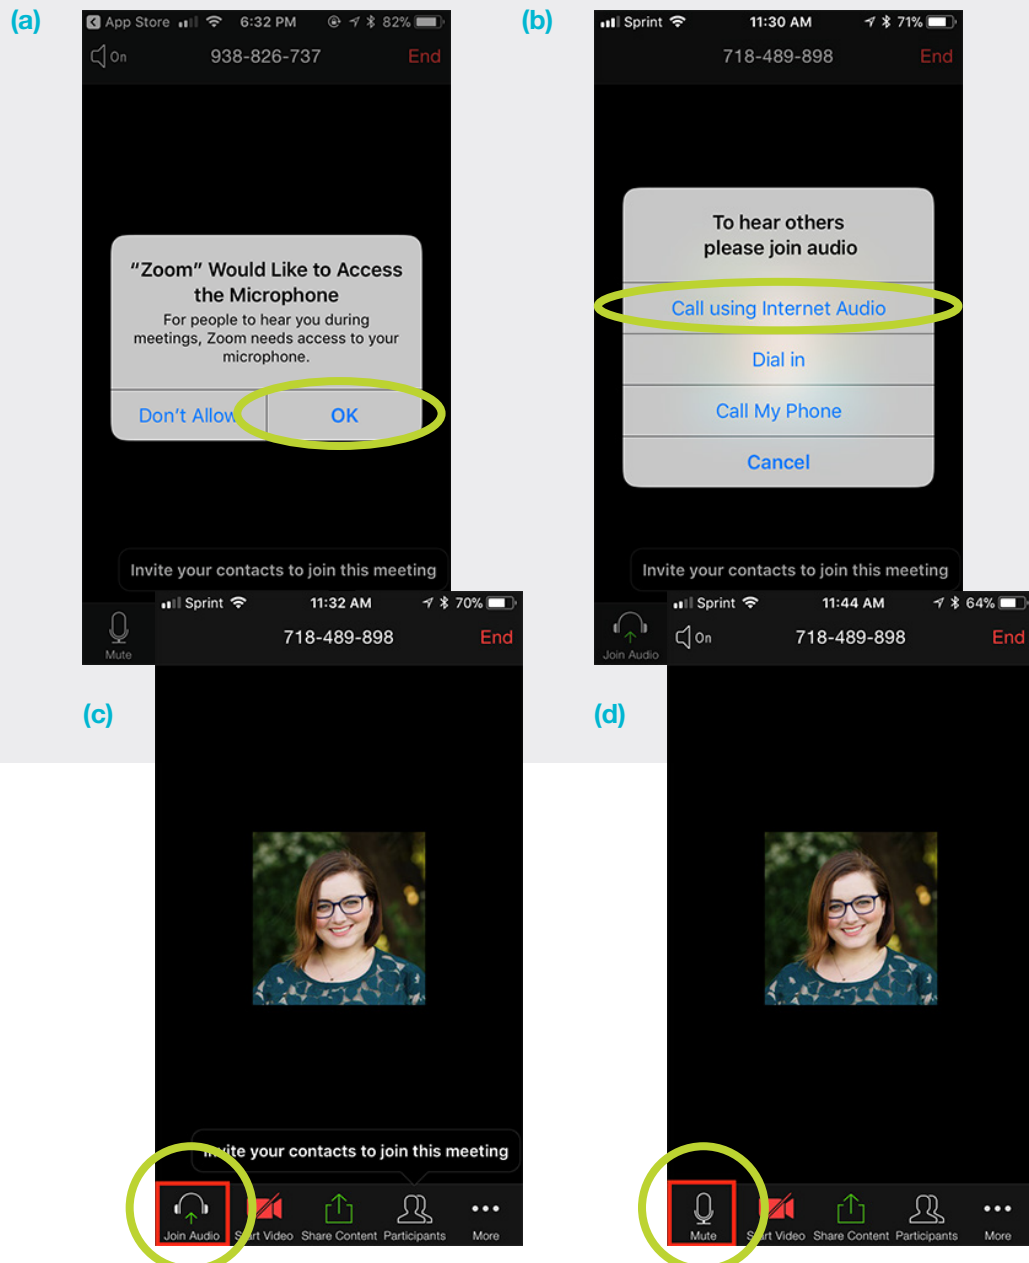 (a)
App Store 6:32 PM 82%
On 938-826-737 End
"Zoom" Would Like to Access
the Microphone
For people to hear you during
meetings, Zoom needs access to your
microphone.
Don't Allow OK
Invite your contacts to join this meeting
Mute
(b)
Sprint 11:30 AM 71%
718-489-898 End
To hear others
please join audio
Call using Internet Audio
Dial in
Call My Phone
Cancel
Invite your contacts to join this meeting
Join Audio
(c)
Sprint 11:32 AM 70%
718-489-898 End
Invite your contacts to join this meeting
Join Audio Start Video Share Content Participants More
(d)
Sprint 11:44 AM 64%
On 718-489-898 End
Mute Start Video Share Content Participants More